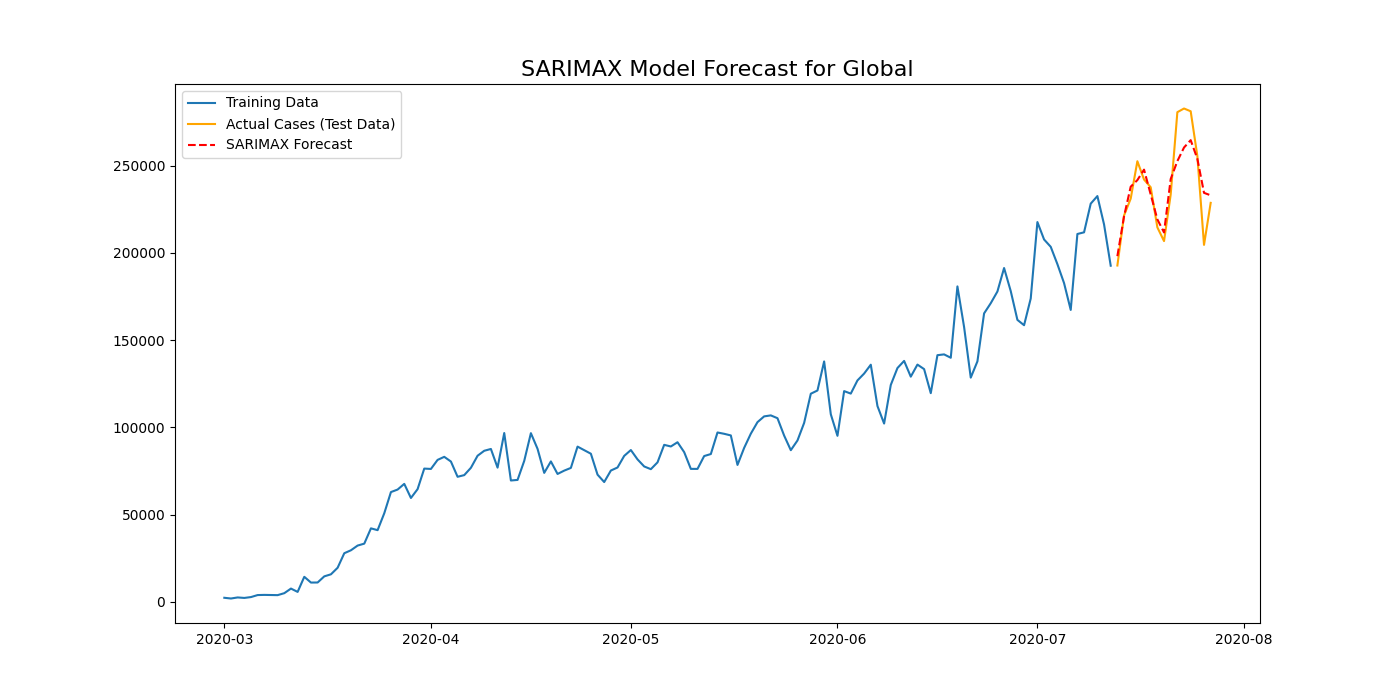 SARIMAX Model Forecast for Global
Training Data
Actual Cases (Test Data)
SARIMAX Forecast
250000
200000
150000
100000
50000
0
2020-03 2020-04 2020-05 2020-06 2020-07 2020-08